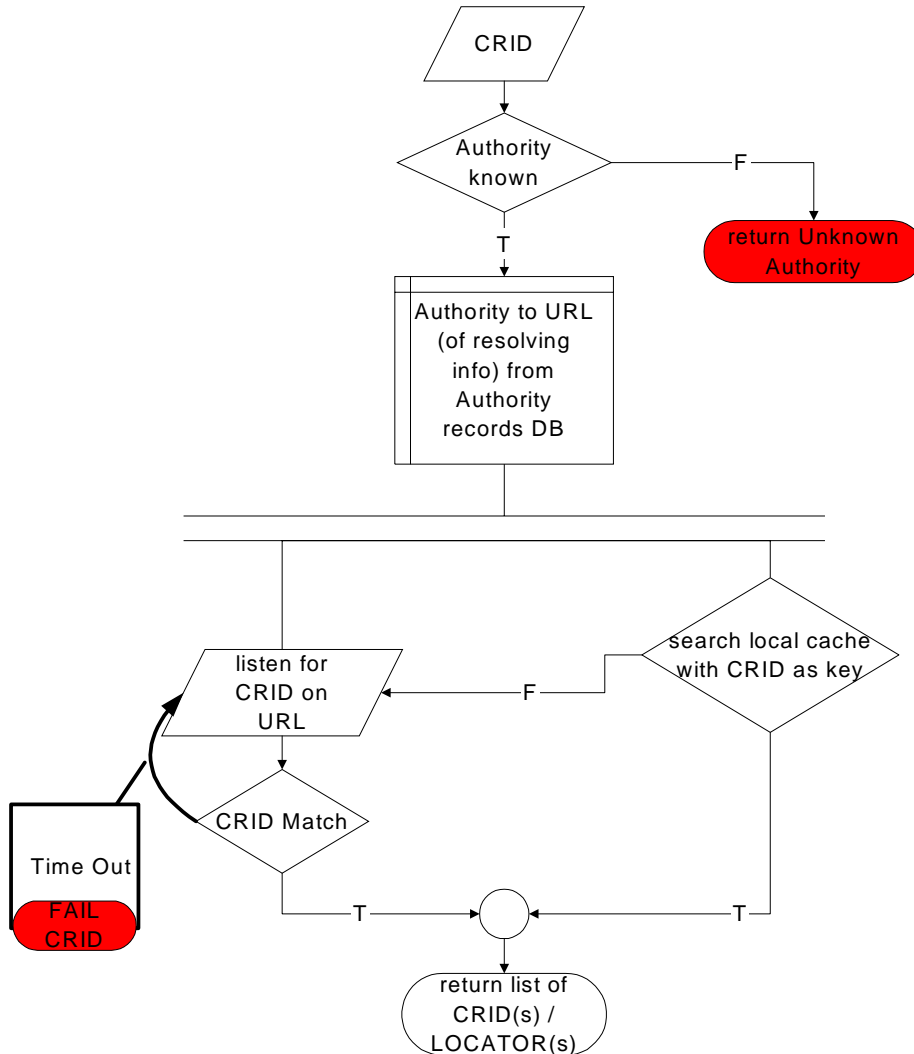 CRID
Authority
known
F
return Unknown
Authority
T
Authority to URL
(of resolving
info) from
Authority
records DB
search local cache
with CRID as key
listen for
CRID on
URL
F
CRID Match
Time Out
FAIL
CRID
T
T
return list of
CRID(s) /
LOCATOR(s)